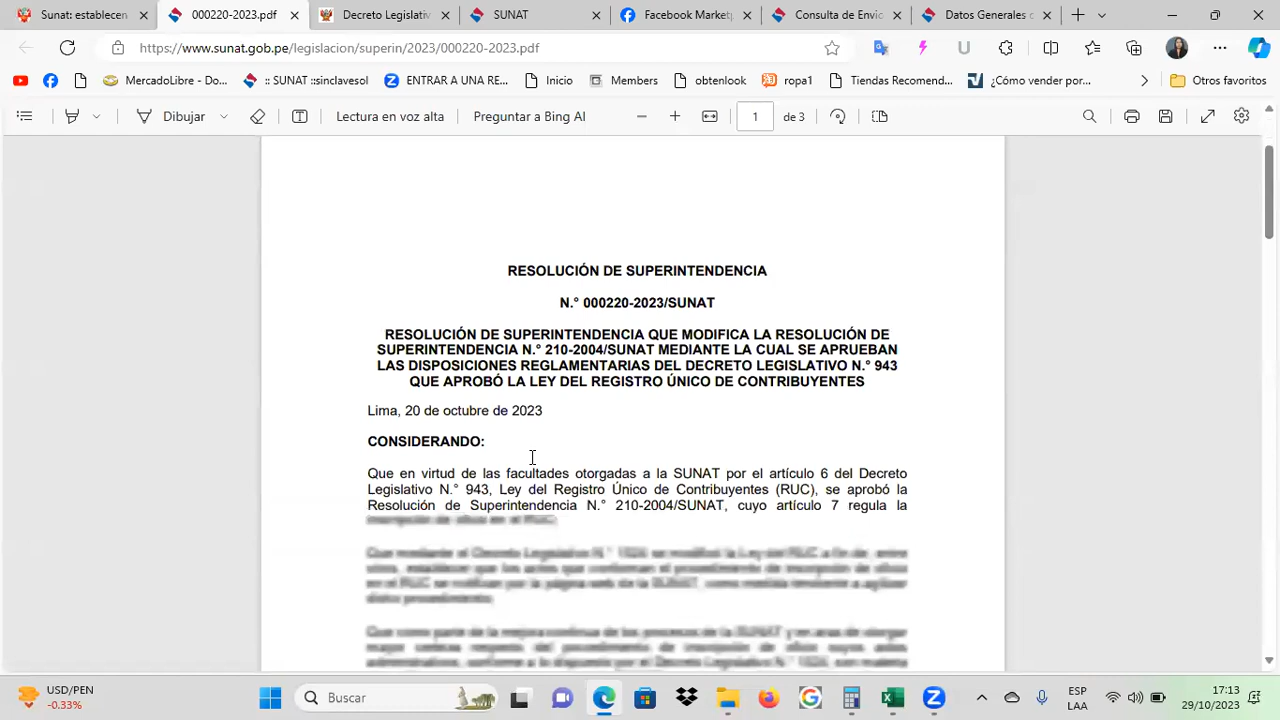 Sunat: establecen
000220-2023.pdf
Decreto Legislativ
SUNAT
Facebook Marketp
Consulta de Envio
Datos Generales d
https://www.sunat.gob.pe/legislacion/superin/2023/000220-2023.pdf
MercadoLibre - Do...
:: SUNAT ::sinclavesol
ENTRAR A UNA RE...
Inicio
Members
obtenlook
ropa1
Tiendas Recomend...
¿Cómo vender por...
Otros favoritos
Dibujar
Lectura en voz alta
Preguntar a Bing AI
1
de 3
RESOLUCIÓN DE SUPERINTENDENCIA
N.° 000220-2023/SUNAT
RESOLUCIÓN DE SUPERINTENDENCIA QUE MODIFICA LA RESOLUCIÓN DE
SUPERINTENDENCIA N.° 210-2004/SUNAT MEDIANTE LA CUAL SE APRUEBAN
LAS DISPOSICIONES REGLAMENTARIAS DEL DECRETO LEGISLATIVO N.° 943
QUE APROBÓ LA LEY DEL REGISTRO ÚNICO DE CONTRIBUYENTES
Lima, 20 de octubre de 2023
CONSIDERANDO:
Que en virtud de las facultades otorgadas a la SUNAT por el artículo 6 del Decreto
Legislativo N.° 943, Ley del Registro Único de Contribuyentes (RUC), se aprobó la
Resolución de Superintendencia N.° 210-2004/SUNAT, cuyo artículo 7 regula la
inscripción de oficio en el RUC.
USD/PEN
-0.33%
Buscar
LAA
17:13
29/10/2023